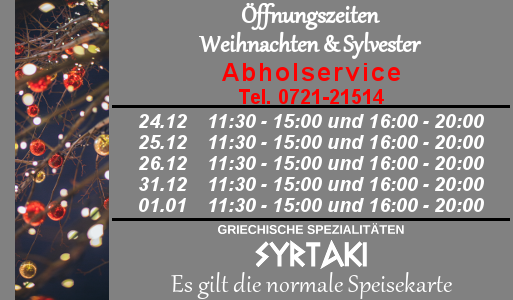 Öffnungszeiten
Weihnachten & Sylvester
Abholservice
Tel. 0721-21514
24.12 11:30 - 15:00 und 16:00 - 20:00
25.12 11:30 - 15:00 und 16:00 - 20:00
26.12 11:30 - 15:00 und 16:00 - 20:00
31.12 11:30 - 15:00 und 16:00 - 20:00
01.01 11:30 - 15:00 und 16:00 - 20:00
GRIECHISCHE SPEZIALITÄTEN
SYRTAKI
Es gilt die normale Speisekarte